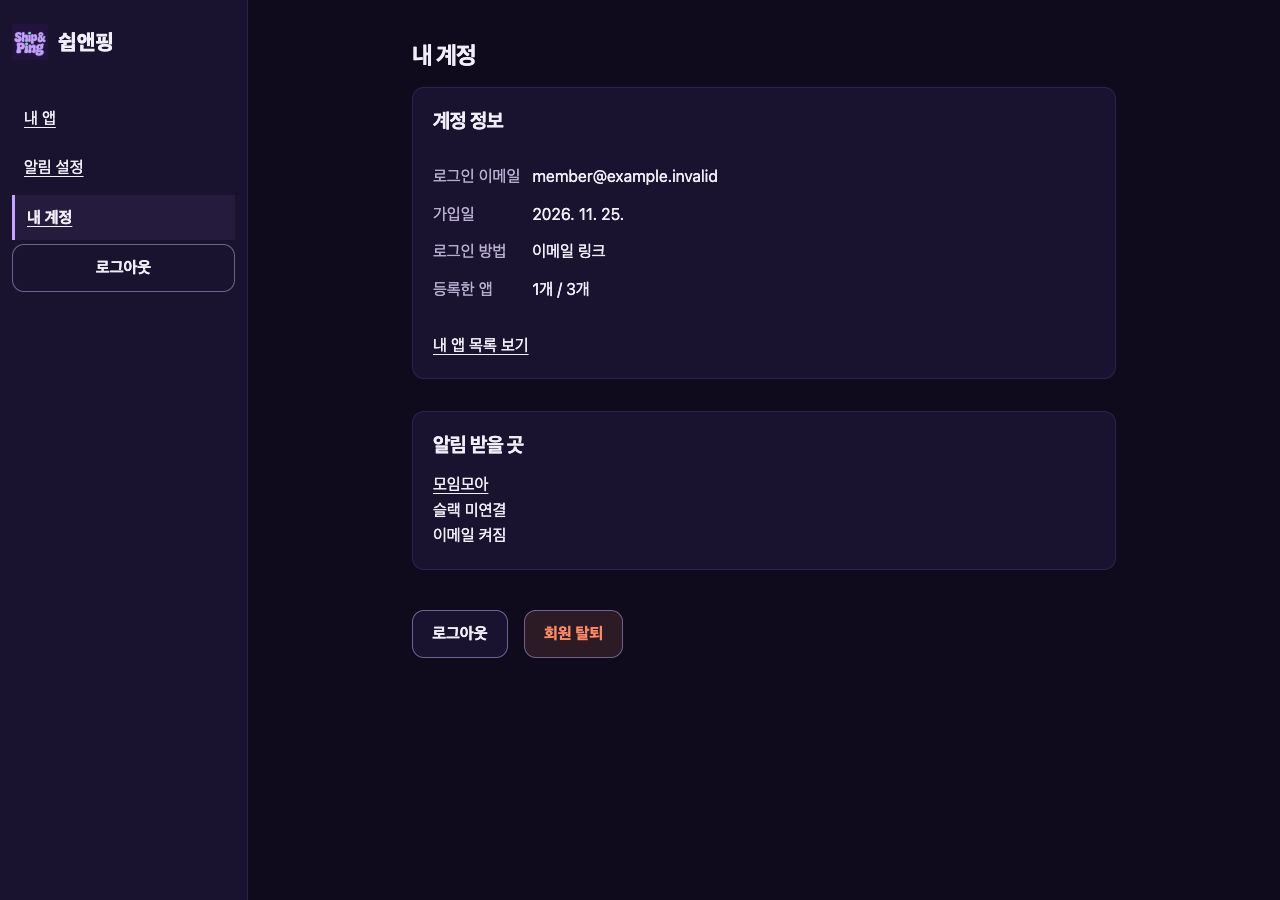 Ship&
Ping
쉽앤핑
내 앱
알림 설정
내 계정
로그아웃
내 계정
계정 정보
로그인 이메일 member@example.invalid
가입일 2026. 11. 25.
로그인 방법 이메일 링크
등록한 앱 1개 / 3개
내 앱 목록 보기
알림 받을 곳
모임모아
슬랙 미연결
이메일 켜짐
로그아웃 회원 탈퇴